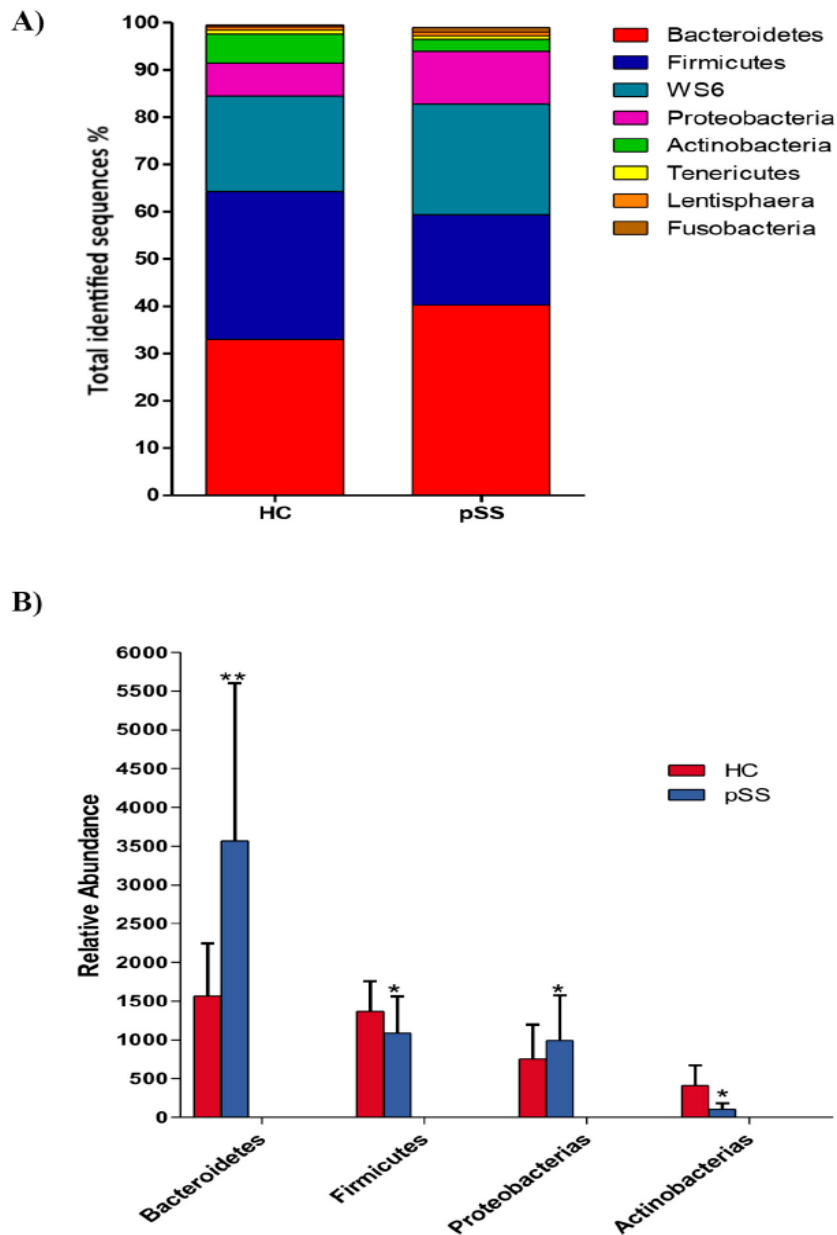 A)
Total identified sequences %
100
90
80
70
60
50
40
30
20
10
0
HC pSS
Bacteroidetes
Firmicutes
WS6
Proteobacteria
Actinobacteria
Tenericutes
Lentisphaera
Fusobacteria
B)
Relative Abundance
6000
5500
5000
4500
4000
3500
3000
2500
2000
1500
1000
500
0
**
*
*
*
HC
pSS
Bacteroidetes
Firmicutes
Proteobacterias
Actinobacterias